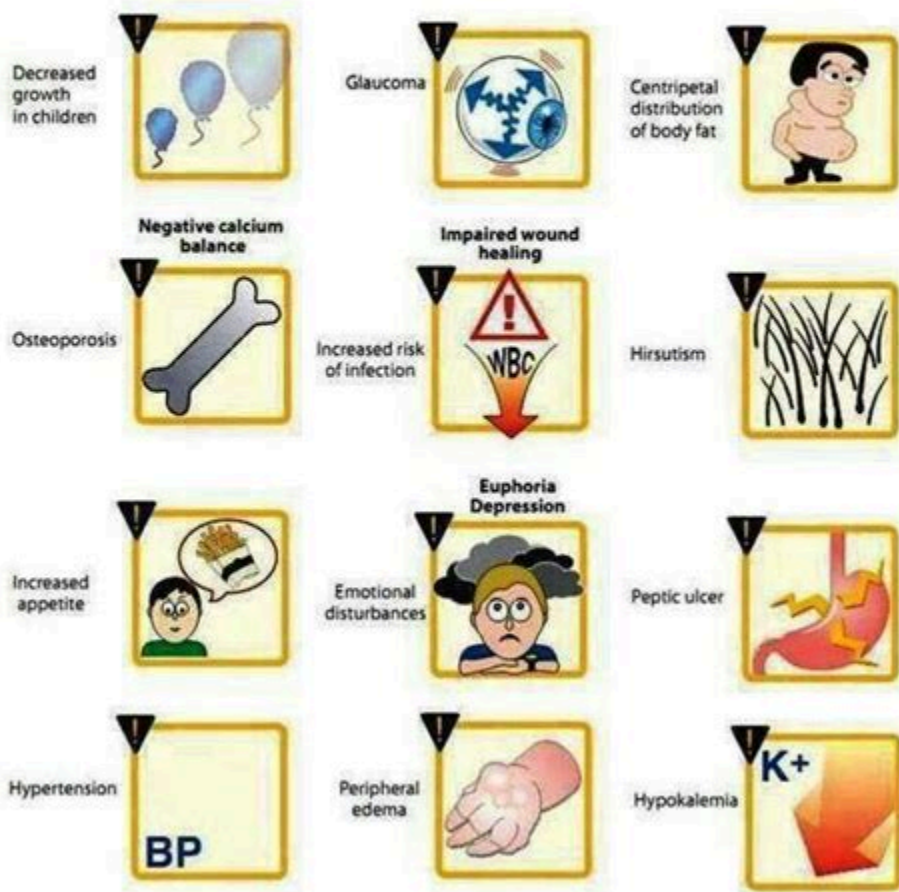 Decreased
growth
in children
Glaucoma
Centripetal
distribution
of body fat
Negative calcium
balance
Osteoporosis
Impaired wound
healing
Increased risk
of infection
!
WBC
Hirsutism
Increased
appetite
Euphoria
Depression
Emotional
disturbances
Peptic ulcer
Hypertension
BP
Peripheral
edema
Hypokalemia
K+